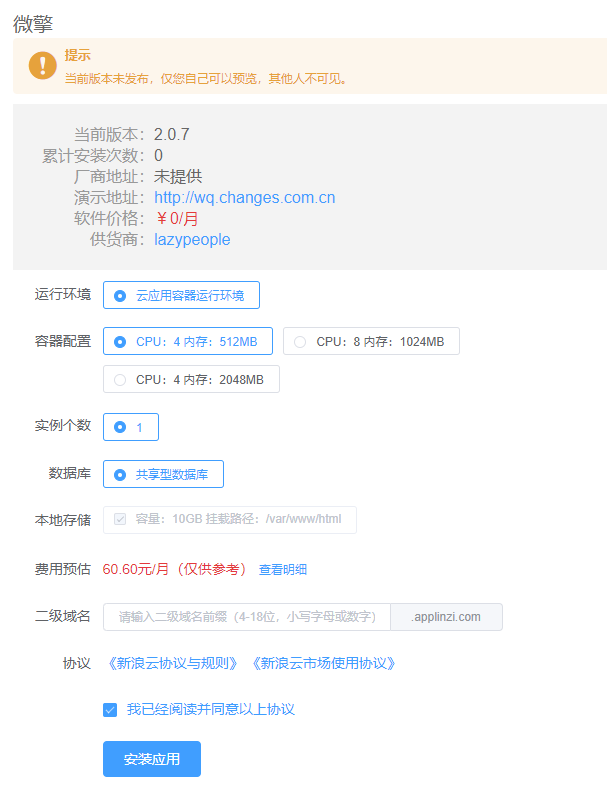 微擎
提示
当前版本未发布，仅您自己可以预览，其他人不可见。
当前版本：2.0.7
累计安装次数：0
厂商地址：未提供
演示地址：http://wq.changes.com.cn
软件价格：￥0/月
供货商：lazypeople
运行环境 云应用容器运行环境
容器配置 CPU：4 内存：512MB CPU：8 内存：1024MB
CPU：4 内存：2048MB
实例个数 1
数据库 共享型数据库
本地存储 容量：10GB 挂载路径：/var/www/html
费用预估 60.60元/月（仅供参考） 查看明细
二级域名 请输入二级域名前缀（4-18位，小写字母或数字） .applinzi.com
协议 《新浪云协议与规则》 《新浪云市场使用协议》
我已经阅读并同意以上协议
安装应用